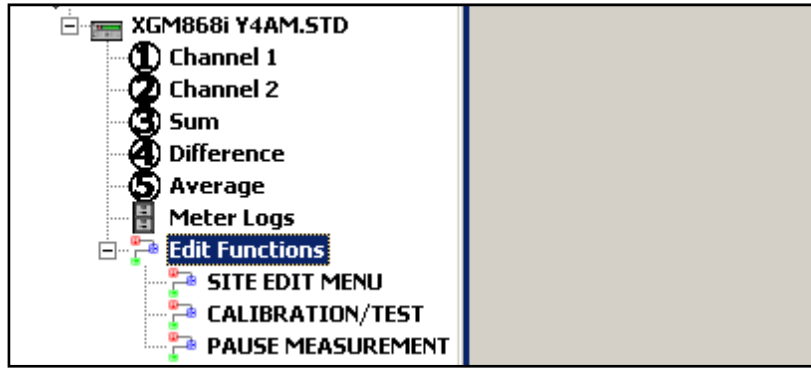 XGM868i Y4AM.STD
1 Channel 1
2 Channel 2
3 Sum
4 Difference
5 Average
Meter Logs
Edit Functions
SITE EDIT MENU
CALIBRATION/TEST
PAUSE MEASUREMENT